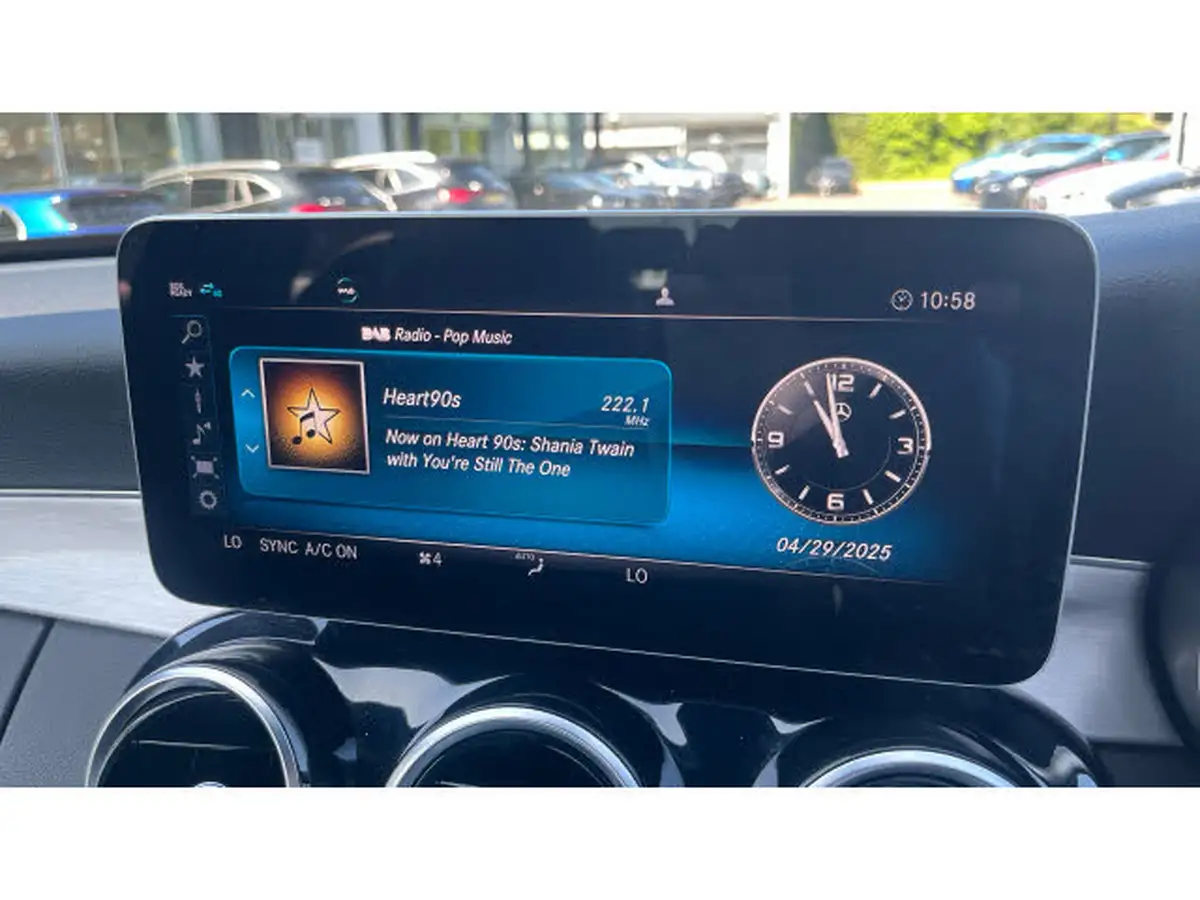 10:58
DAB Radio - Pop Music
Heart90s
222.1
MHz
Now on Heart 90s: Shania Twain
with You're Still The One
12
9
3
6
04/29/2025
LO SYNC A/C ON
4
AUTO
LO